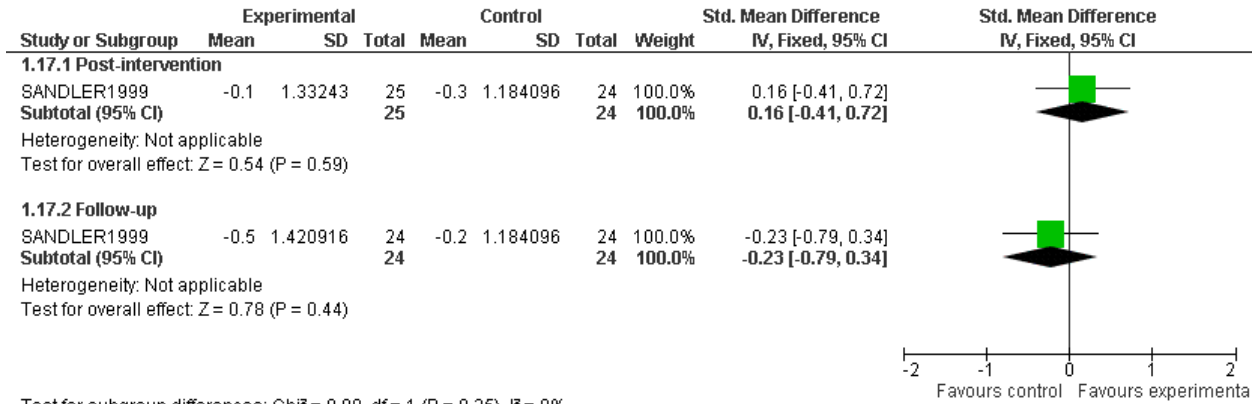 Experimental Control Std. Mean Difference Std. Mean Difference
Study or Subgroup Mean SD Total Mean SD Total Weight IV, Fixed, 95% CI IV, Fixed, 95% CI
1.17.1 Post-intervention
SANDLER1999 -0.1 1.33243 25 -0.3 1.184096 24 100.0% 0.16 [-0.41, 0.72]
Subtotal (95% CI) 25 24 100.0% 0.16 [-0.41, 0.72]
Heterogeneity: Not applicable
Test for overall effect: Z = 0.54 (P = 0.59)
1.17.2 Follow-up
SANDLER1999 -0.5 1.420916 24 -0.2 1.184096 24 100.0% -0.23 [-0.79, 0.34]
Subtotal (95% CI) 24 24 100.0% -0.23 [-0.79, 0.34]
Heterogeneity: Not applicable
Test for overall effect: Z = 0.78 (P = 0.44)
-2 -1 0 1 2
Favours control Favours experimenta
Test for subgroup differences: df = 1